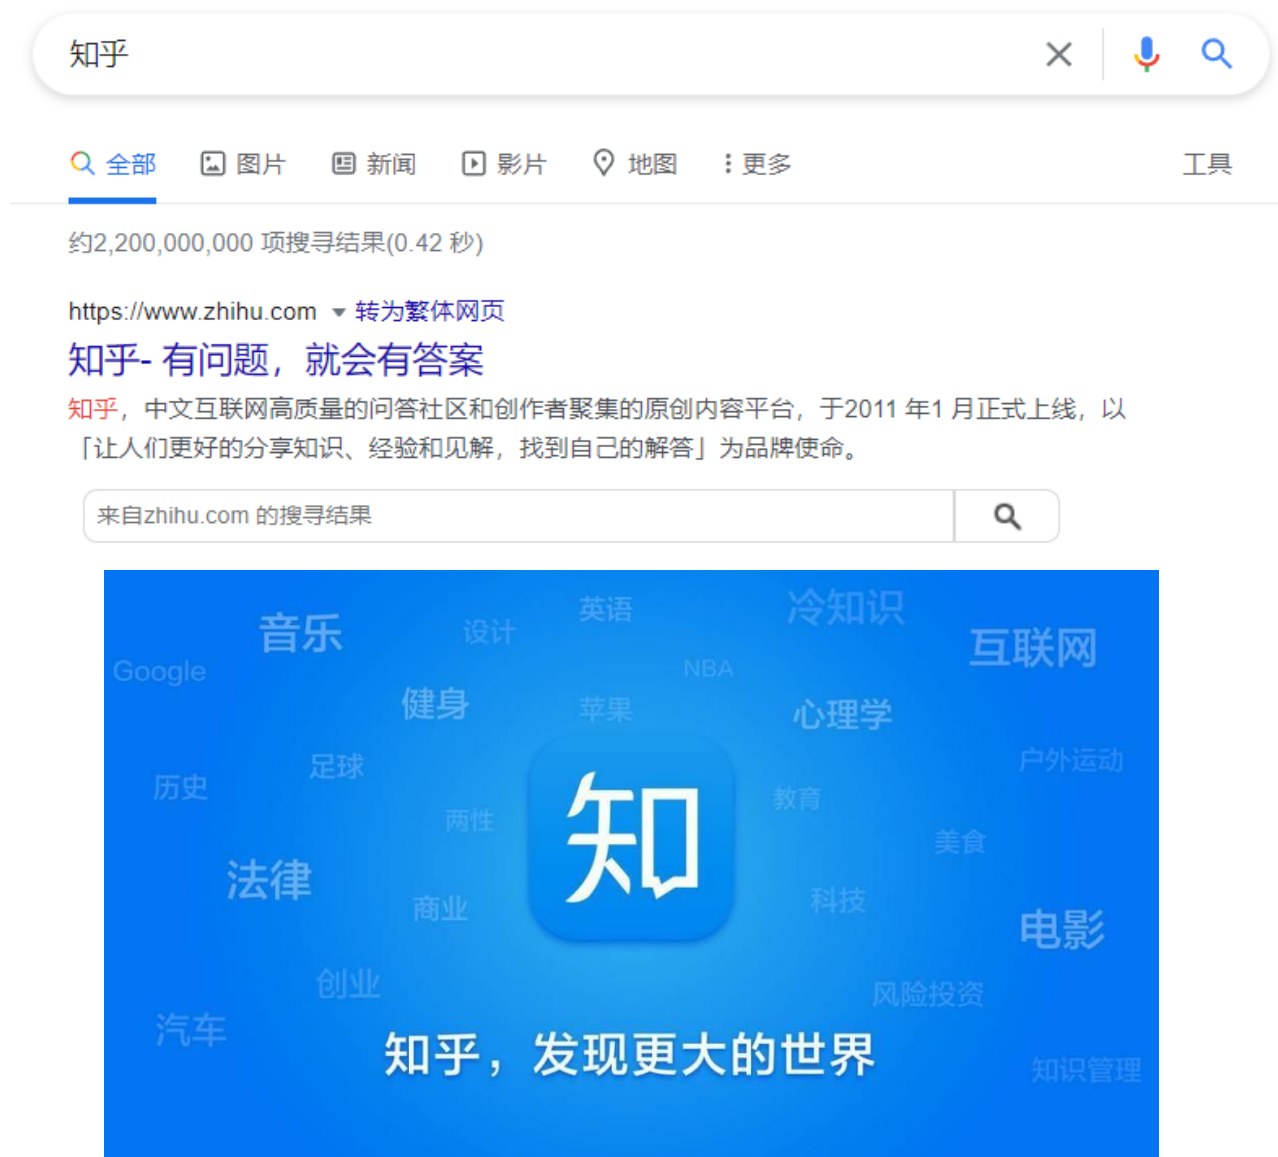 知乎
全部 图片 新闻 影片 地图 更多 工具
约2,200,000,000 项搜寻结果(0.42 秒)
https://www.zhihu.com 转为繁体网页
知乎- 有问题，就会有答案
知乎，中文互联网高质量的问答社区和创作者聚集的原创内容平台，于2011 年1 月正式上线，以
「让人们更好的分享知识、经验和见解，找到自己的解答」为品牌使命。
来自zhihu.com 的搜寻结果
音乐 设计 英语 冷知识 互联网
Google 健身 苹果 NBA 心理学
历史 足球 两性 教育 户外运动
美食
知
法律 商业 科技 电影
创业 风险投资
汽车
知乎，发现更大的世界
知识管理